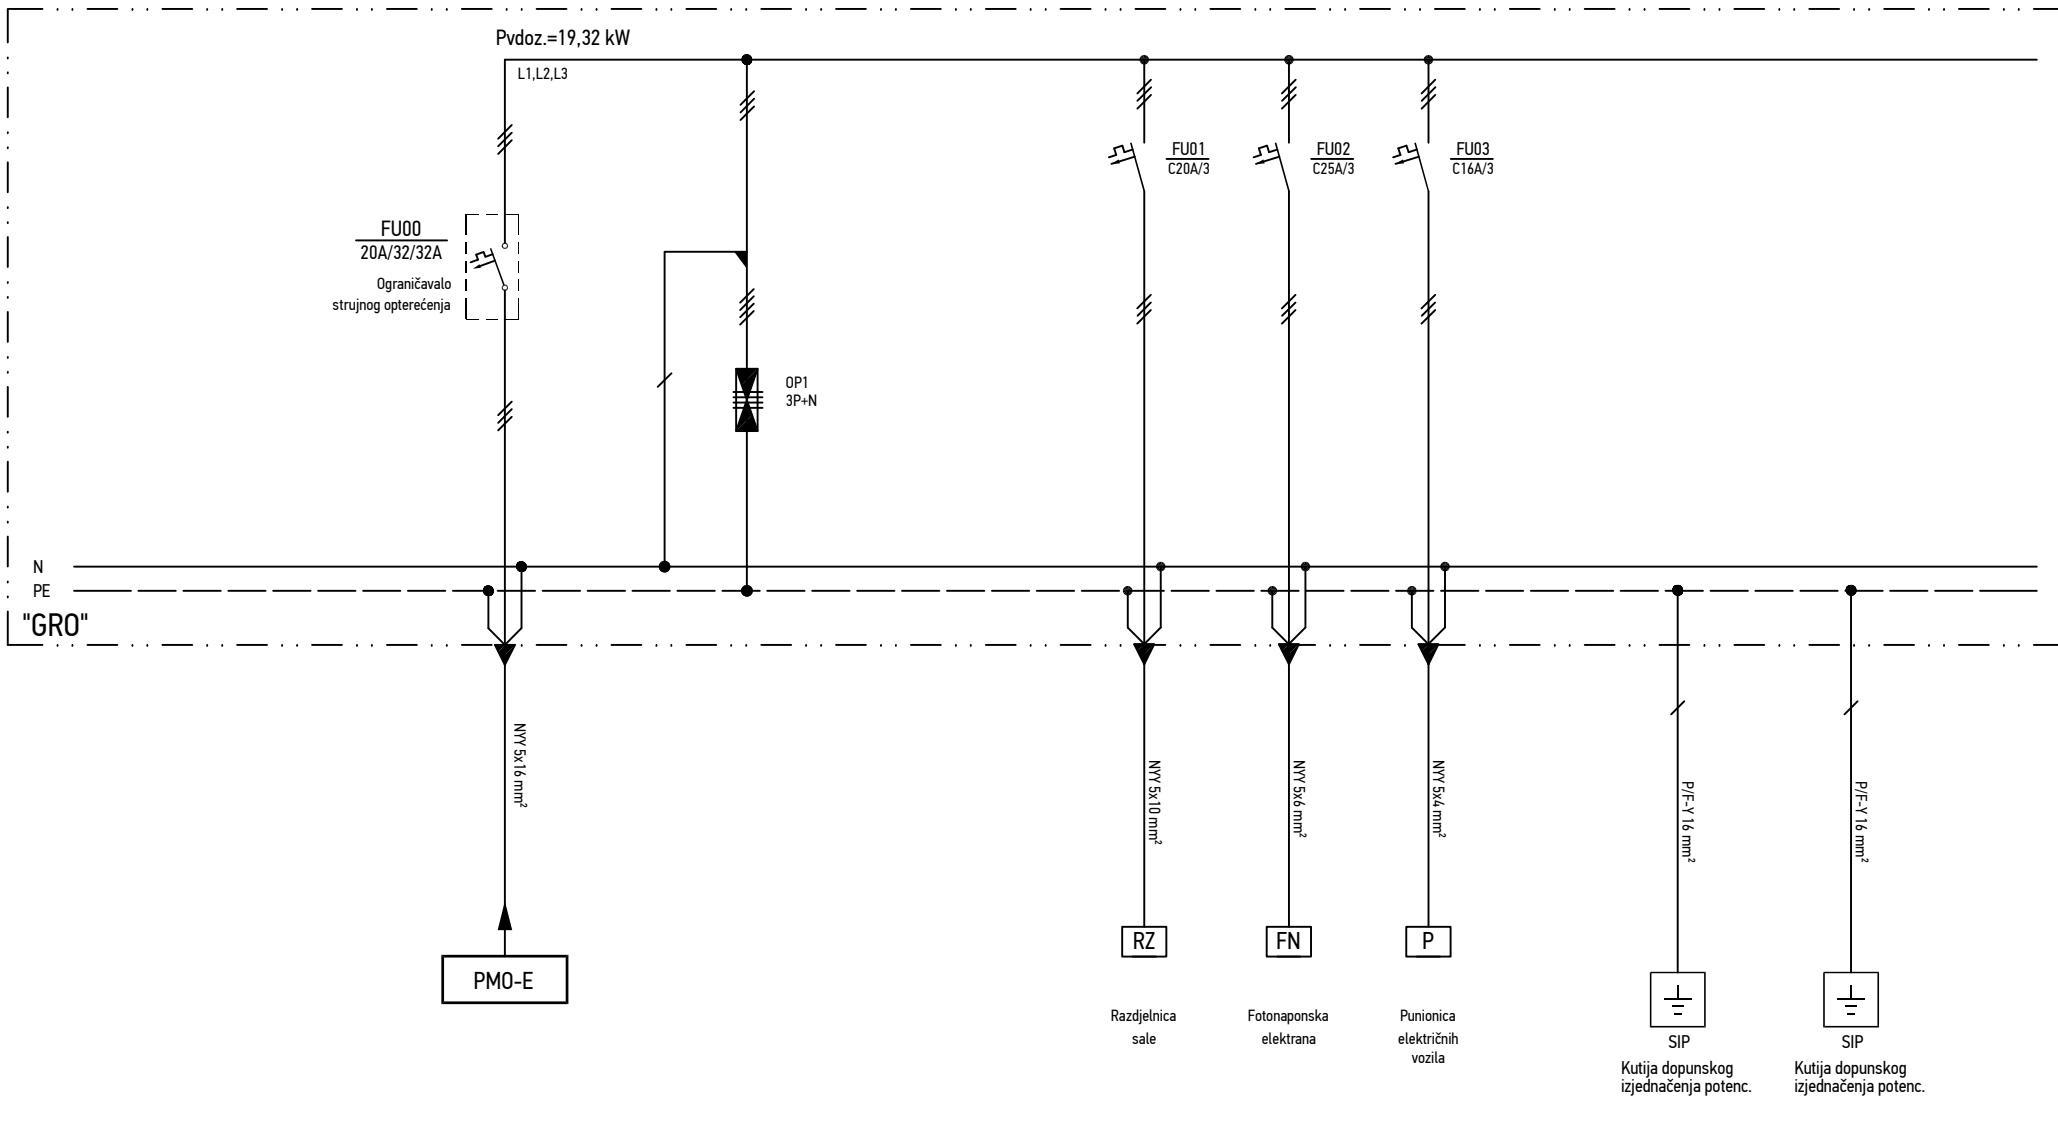 Pvdoz.=19,32 kW
L1,L2,L3
FU00
20A/32/32A
Ograničavalo
strujnog opterećenja
OP1
3P+N
FU01
C20A/3
FU02
C25A/3
FU03
C16A/3
N
PE
"GRO"
NYY 5x16 mm²
NYY 5x10 mm²
NYY 5x6 mm²
NYY 5x4 mm²
P/F-Y 16 mm²
P/F-Y 16 mm²
PMO-E
RZ
Razdjelnica
sale
FN
Fotonaponska
elektrana
P
Punionica
električnih
vozila
SIP
Kutija dopunskog
izjednačenja potenc.
SIP
Kutija dopunskog
izjednačenja potenc.